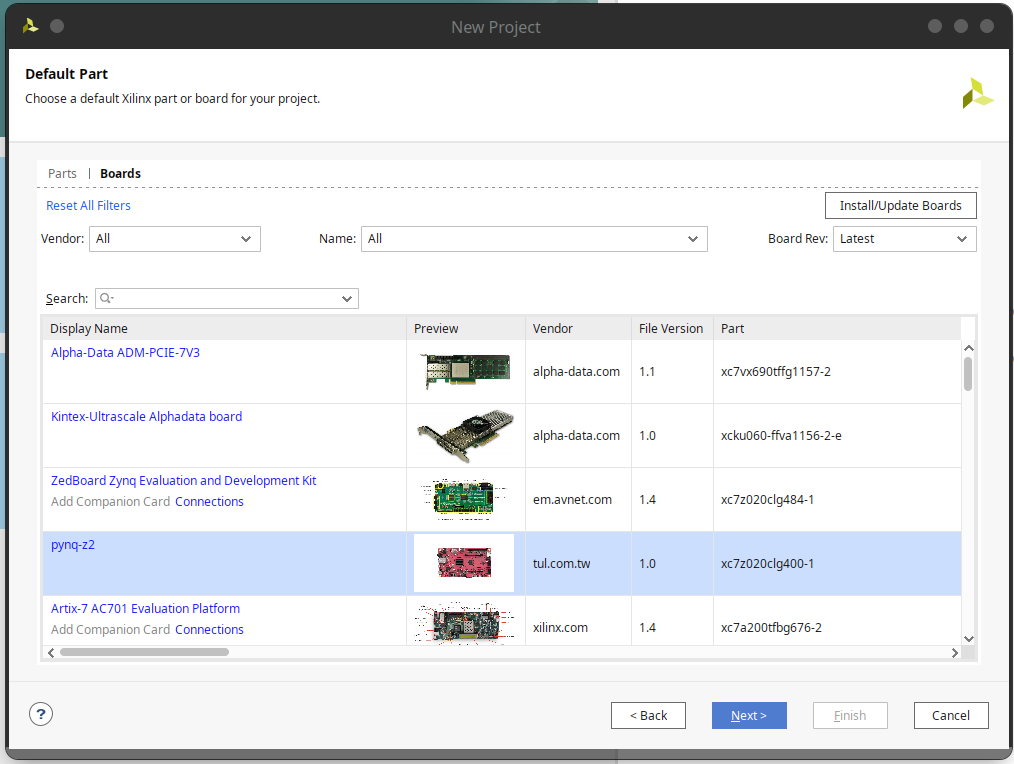 New Project
Default Part
Choose a default Xilinx part or board for your project.
Parts | Boards
Reset All Filters
Install/Update Boards
Vendor: All
Name: All
Board Rev: Latest
Search:
Display Name Preview Vendor File Version Part
Alpha-Data ADM-PCIE-7V3
alpha-data.com 1.1 xc7vx690tffg1157-2
Kintex-Ultrascale Alphadata board
alpha-data.com 1.0 xcku060-ffva1156-2-e
ZedBoard Zynq Evaluation and Development Kit
Add Companion Card Connections
em.avnet.com 1.4 xc7z020clg484-1
pynq-z2
tul.com.tw 1.0 xc7z020clg400-1
Artix-7 AC701 Evaluation Platform
Add Companion Card Connections
xilinx.com 1.4 xc7a200tfbg676-2
?
< Back
Next >
Finish
Cancel